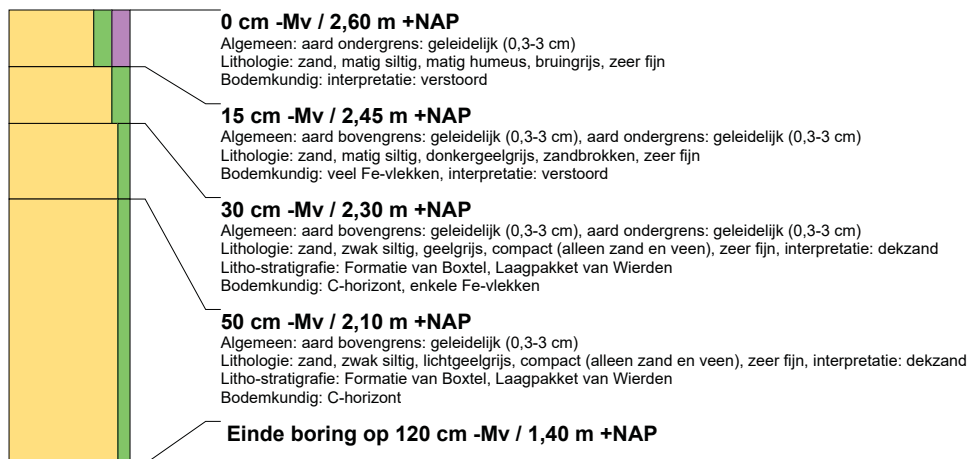 0 cm -Mv / 2,60 m +NAP
Algemeen: aard ondergrens: geleidelijk (0,3-3 cm)
Lithologie: zand, matig siltig, matig humeus, bruingrijs, zeer fijn
Bodemkundig: interpretatie: verstoord
15 cm -Mv / 2,45 m +NAP
Algemeen: aard bovengrens: geleidelijk (0,3-3 cm), aard ondergrens: geleidelijk (0,3-3 cm)
Lithologie: zand, matig siltig, donkergeelgrijs, zandbrokken, zeer fijn
Bodemkundig: veel Fe-vlekken, interpretatie: verstoord
30 cm -Mv / 2,30 m +NAP
Algemeen: aard bovengrens: geleidelijk (0,3-3 cm), aard ondergrens: geleidelijk (0,3-3 cm)
Lithologie: zand, zwak siltig, geelgrijs, compact (alleen zand en veen), zeer fijn, interpretatie: dekzand
Litho-stratigrafie: Formatie van Boxtel, Laagpakket van Wierden
Bodemkundig: C-horizont, enkele Fe-vlekken
50 cm -Mv / 2,10 m +NAP
Algemeen: aard bovengrens: geleidelijk (0,3-3 cm)
Lithologie: zand, zwak siltig, lichtgeelgrijs, compact (alleen zand en veen), zeer fijn, interpretatie: dekzand
Litho-stratigrafie: Formatie van Boxtel, Laagpakket van Wierden
Bodemkundig: C-horizont
Einde boring op 120 cm -Mv / 1,40 m +NAP